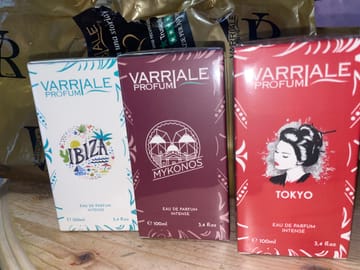 VARRIALE
PROFUMI
IBIZA
EAU DE PARFUM
INTENSE
e 100ml 3,4 fl.oz
VARRIALE
PROFUMI
MYKONOS
EAU DE PARFUM
INTENSE
e 100ml 3,4 fl.oz
VARRIALE
PROFUMI
TOKYO
EAU DE PARFUM
INTENSE
e 100ml 3,4 fl.oz